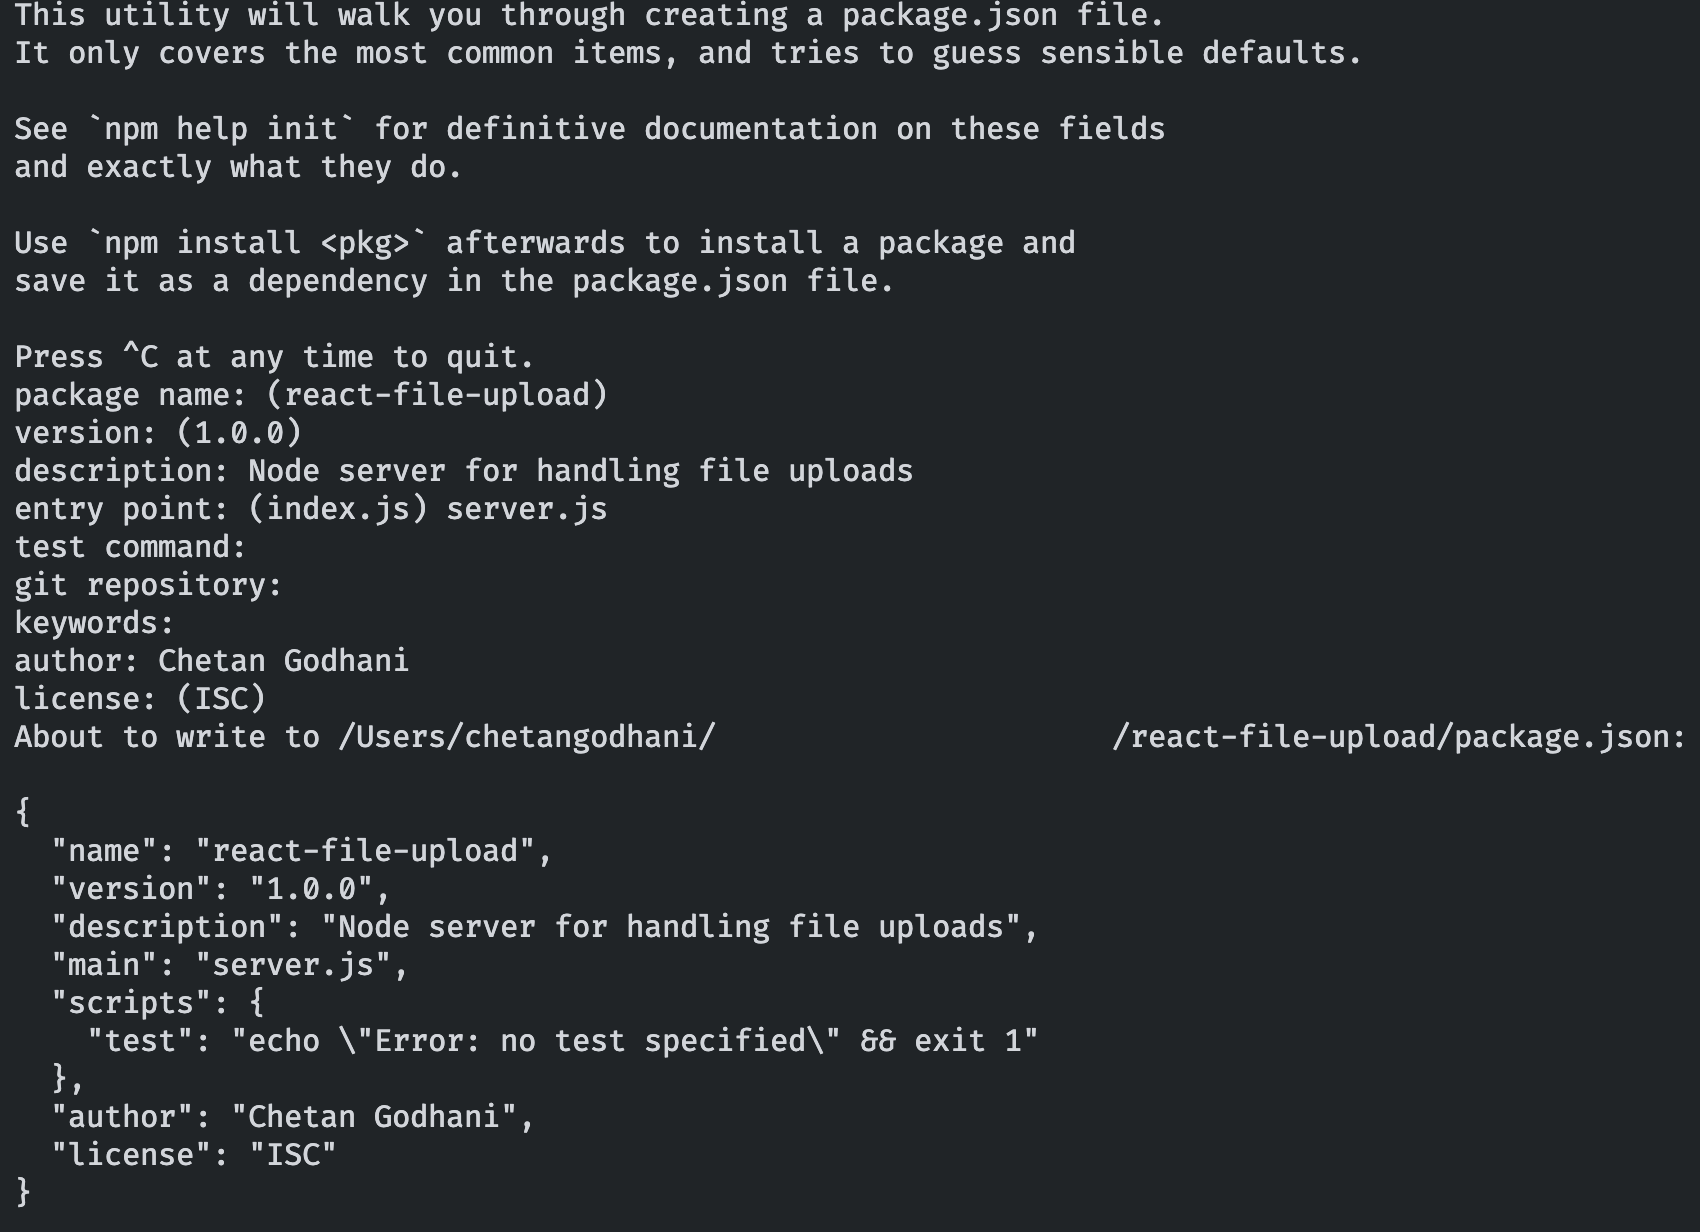 This utility will walk you through creating a package.json file.
It only covers the most common items, and tries to guess sensible defaults.

See `npm help init` for definitive documentation on these fields
and exactly what they do.

Use `npm install <pkg>` afterwards to install a package and
save it as a dependency in the package.json file.

Press ^C at any time to quit.
package name: (react-file-upload)
version: (1.0.0)
description: Node server for handling file uploads
entry point: (index.js) server.js
test command:
git repository:
keywords:
author: Chetan Godhani
license: (ISC)
About to write to /Users/chetangodhani/                      /react-file-upload/package.json:

{
  "name": "react-file-upload",
  "version": "1.0.0",
  "description": "Node server for handling file uploads",
  "main": "server.js",
  "scripts": {
    "test": "echo \"Error: no test specified\" && exit 1"
  },
  "author": "Chetan Godhani",
  "license": "ISC"
}